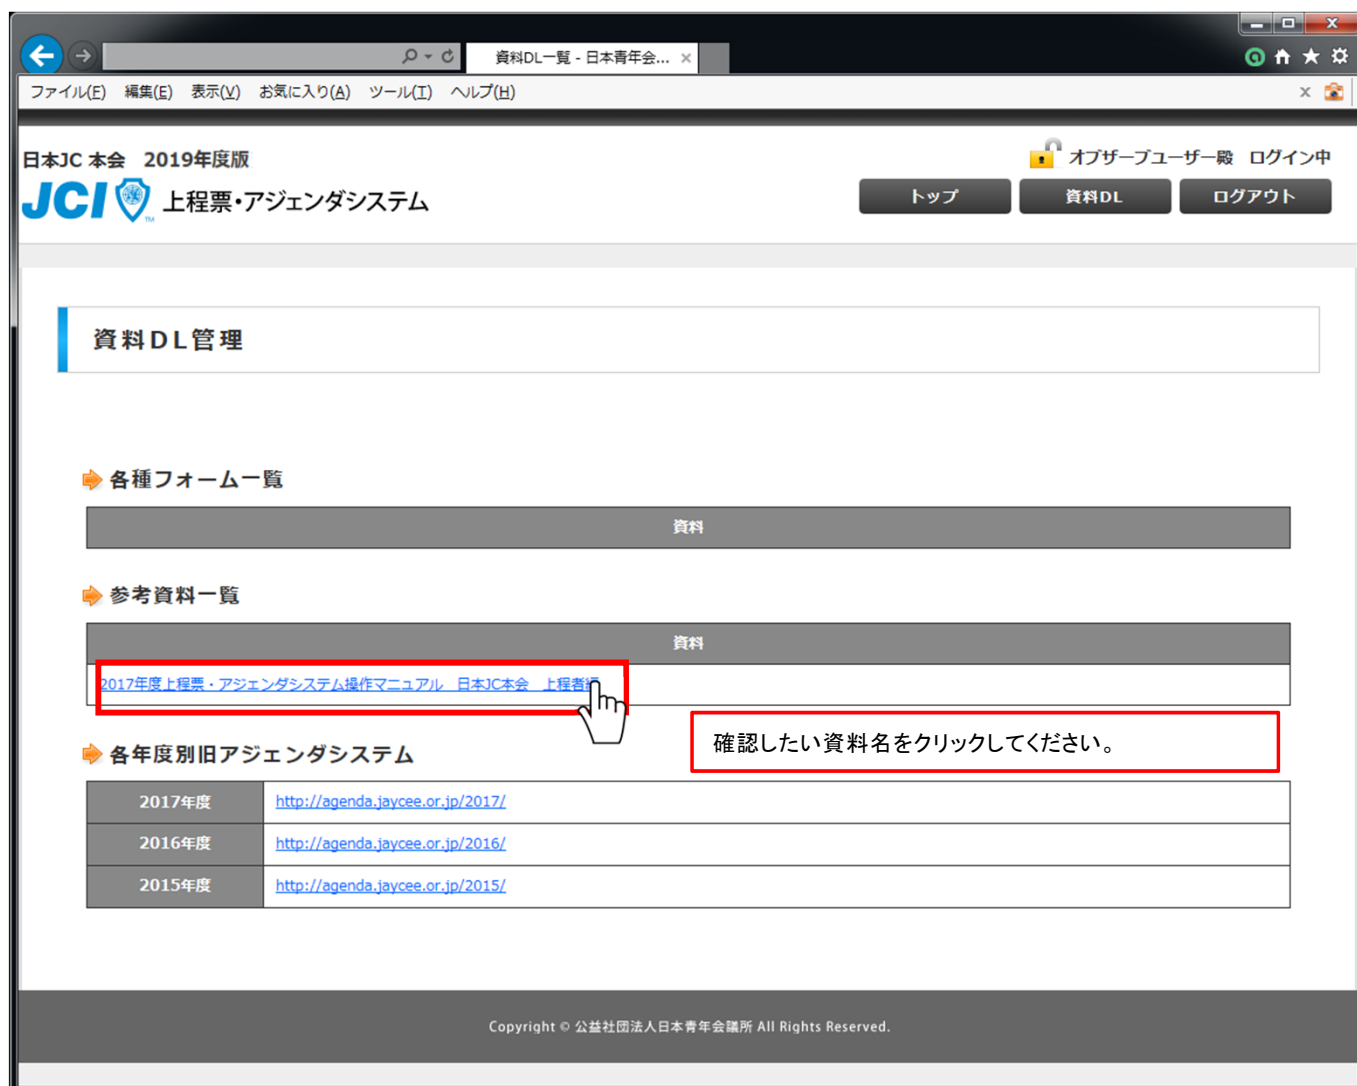 資料DL一覧 - 日本青年会...
ファイル(F) 編集(E) 表示(V) お気に入り(A) ツール(T) ヘルプ(H)
日本JC 本会 2019年度版
オブザーブユーザー殿 ログイン中
JCI TM 上程票・アジェンダシステム
トップ 資料DL ログアウト
資料DL管理
各種フォーム一覧
資料
参考資料一覧
資料
2017年度上程票・アジェンダシステム操作マニュアル 日本JC本会 上程者編
確認したい資料名をクリックしてください。
各年度別旧アジェンダシステム
2017年度 http://agenda.jaycee.or.jp/2017/
2016年度 http://agenda.jaycee.or.jp/2016/
2015年度 http://agenda.jaycee.or.jp/2015/
Copyright © 公益社団法人日本青年会議所 All Rights Reserved.